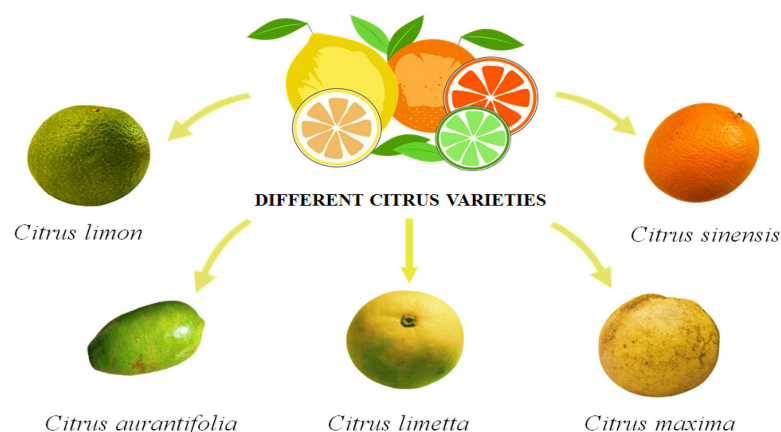 DIFFERENT CITRUS VARIETIES
Citrus limon
Citrus sinensis
Citrus aurantifolia
Citrus limetta
Citrus maxima